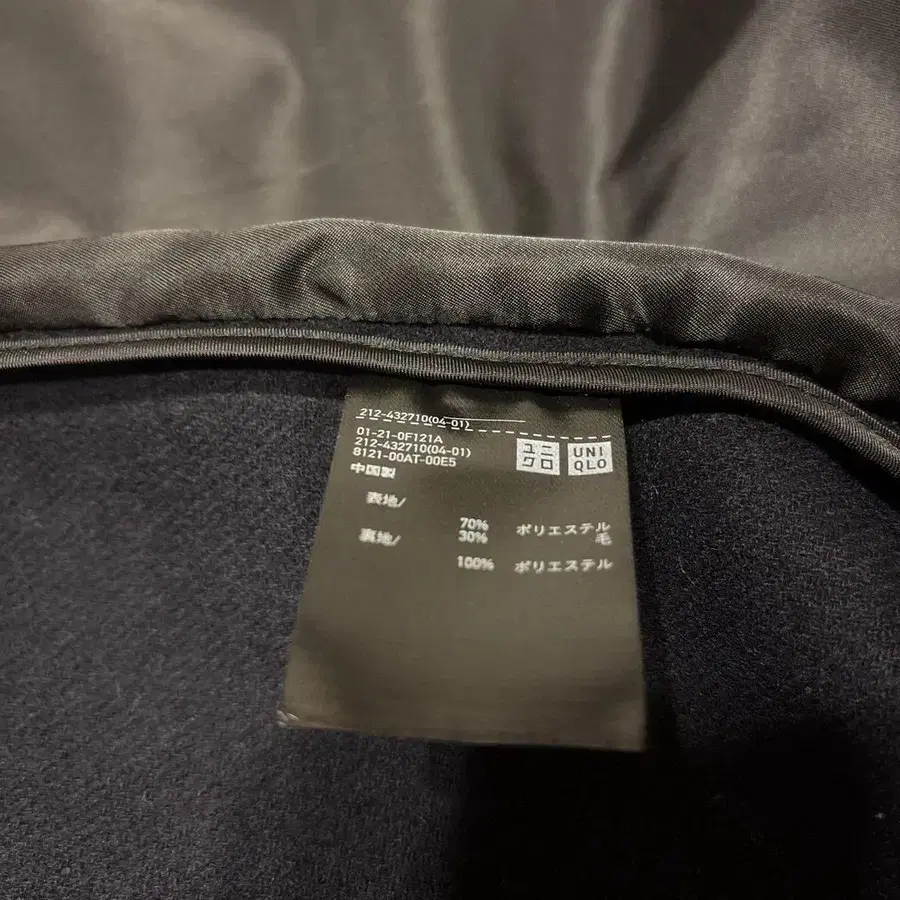 212-432710(04-01)
01-21-0F121A
212-432710(04-01)
8121-00AT-00E5
中国製
ユニ
クロ
UNI
QLO
表地/
70% ポリエステル
30% 毛
裏地/
100% ポリエステル